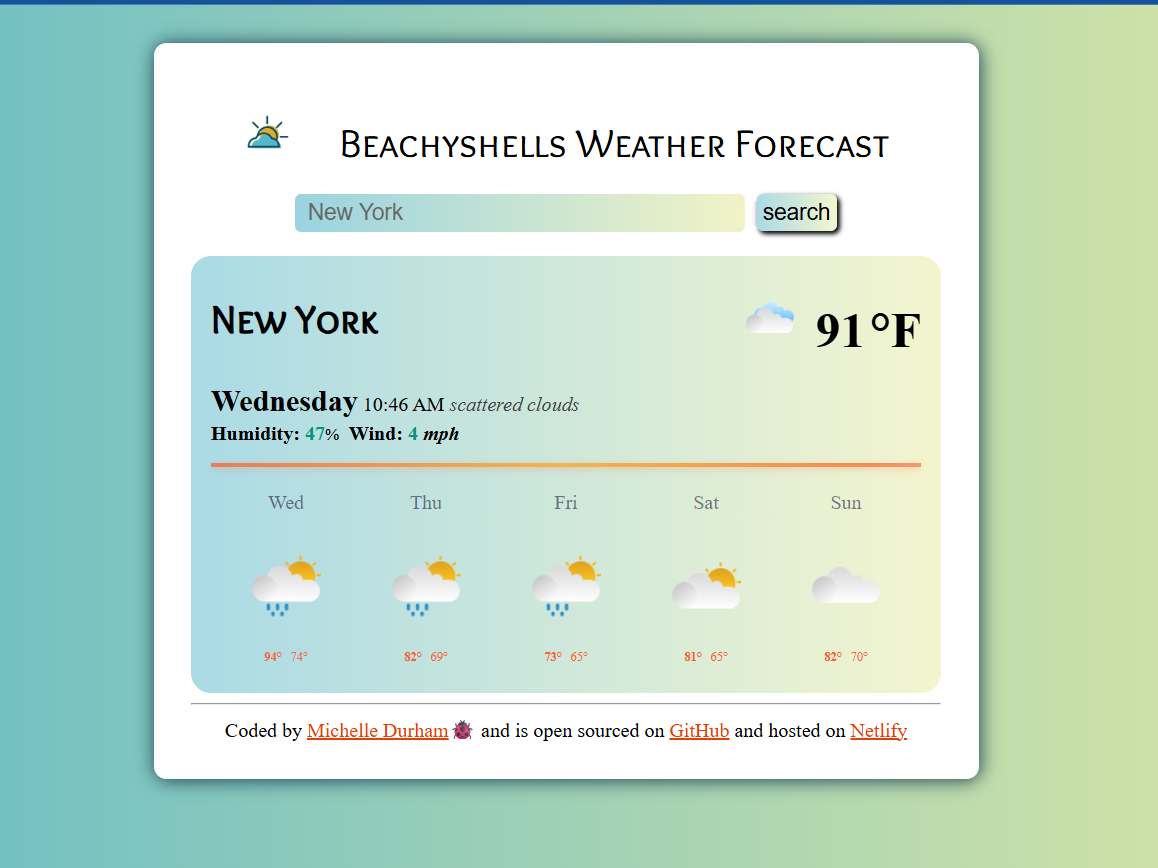 Beachyshells Weather Forecast
New York
search
New York
91°F
Wednesday 10:46 AM scattered clouds
Humidity: 47% Wind: 4 mph
Wed Thu Fri Sat Sun
94° 74° 82° 69° 73° 65° 81° 65° 82° 70°
Coded by Michelle Durham 🐞 and is open sourced on GitHub and hosted on Netlify